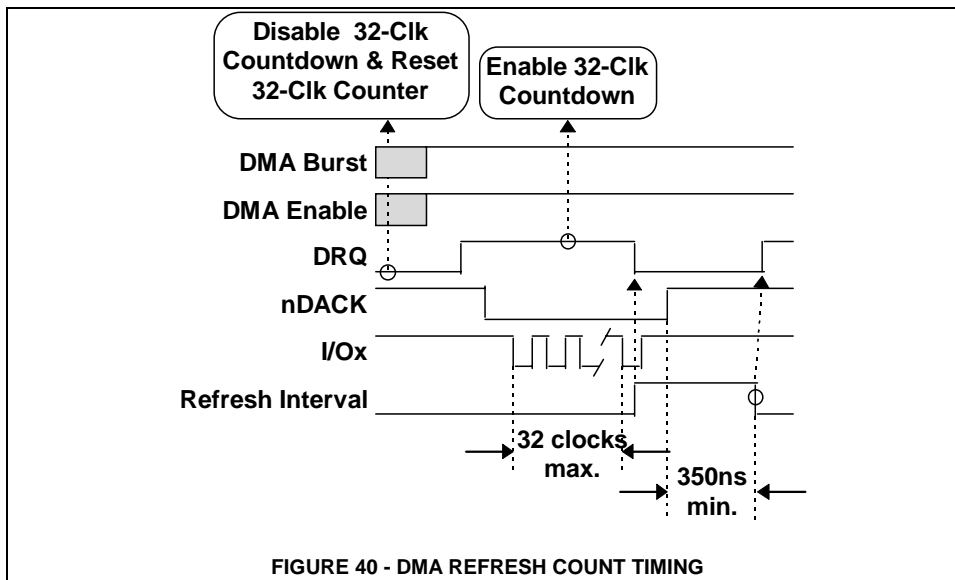 Disable 32-Clk
Countdown & Reset
32-Clk Counter
Enable 32-Clk
Countdown
DMA Burst
DMA Enable
DRQ
nDACK
I/Ox
Refresh Interval
32 clocks
max.
350ns
min.
FIGURE 40 - DMA REFRESH COUNT TIMING